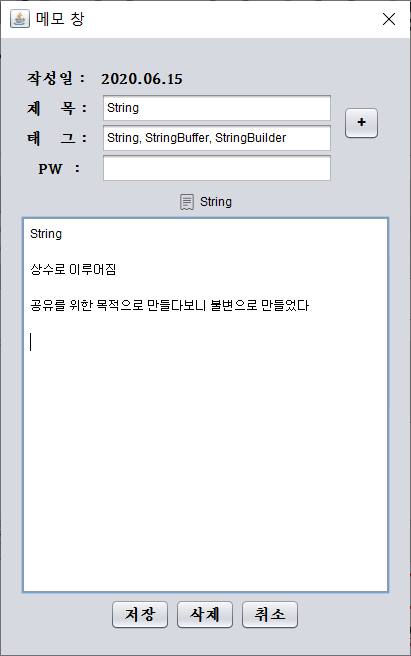 메모 창
작성일 : 2020.06.15
제 목 : String
태 그 : String, StringBuffer, StringBuilder
+
PW :
String
String
상수로 이루어짐
공유를 위한 목적으로 만들다보니 불변으로 만들었다
저장 삭제 취소